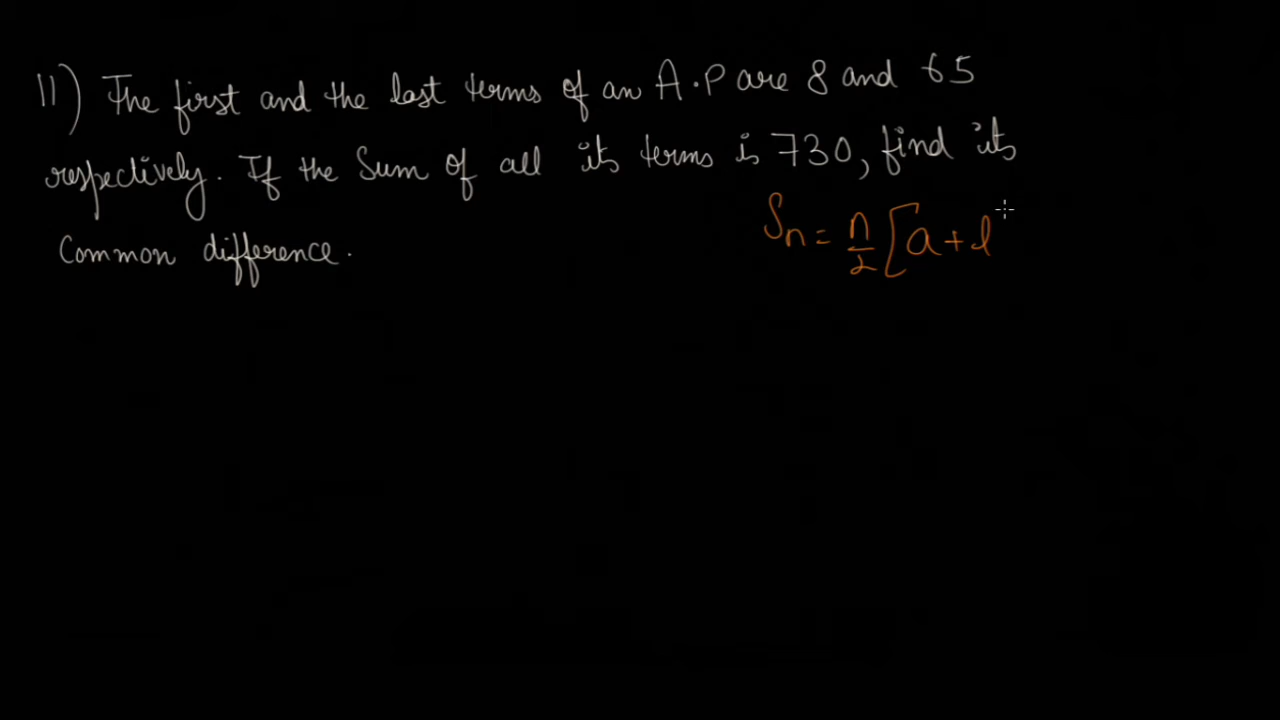 11) The first and the last terms of an A.P are 8 and 65
respectively. If the Sum of all its terms is 730, find its
Common difference.
Sn = n/2 [a + l